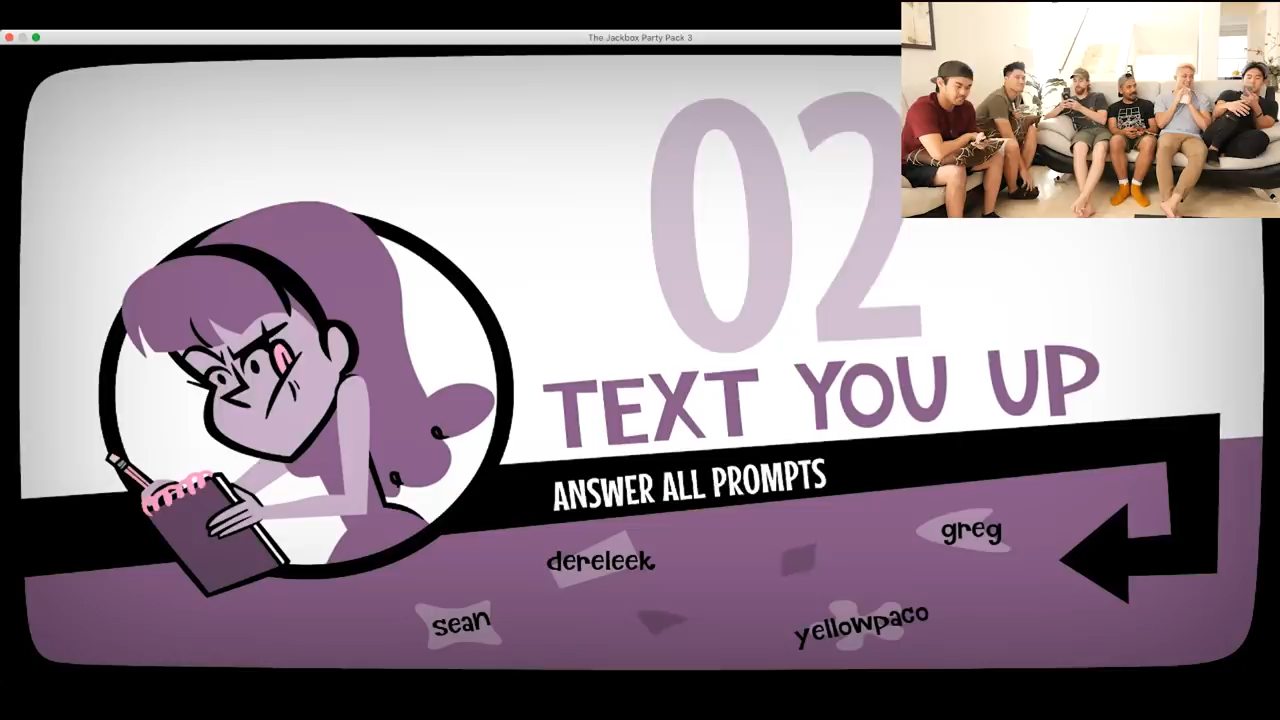 The Jackbox Party Pack 3
02
TEXT YOU UP
ANSWER ALL PROMPTS
greg
dereleek
sean
yellowpaco